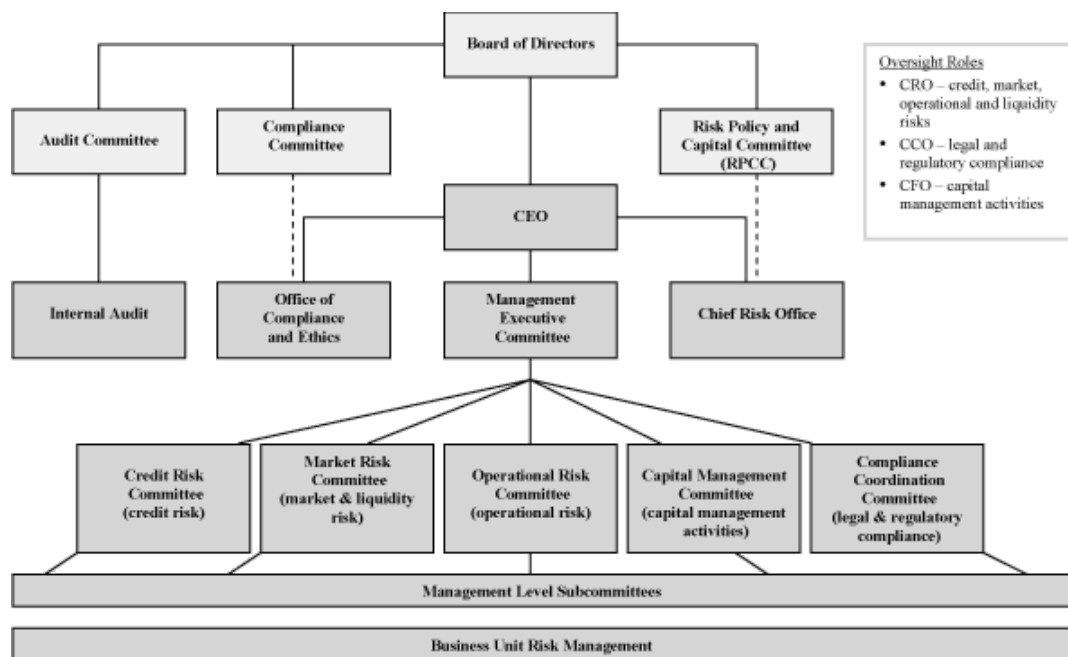 Board of Directors
Oversight Roles
▪ CRO – credit, market,
operational and liquidity
risks
▪ CCO – legal and
regulatory compliance
▪ CFO – capital
management activities
Audit Committee
Compliance
Committee
Risk Policy and
Capital Committee
(RPCC)
CEO
Internal Audit
Office of
Compliance
and Ethics
Management
Executive
Committee
Chief Risk Office
Credit Risk
Committee
(credit risk)
Market Risk
Committee
(market & liquidity
risk)
Operational Risk
Committee
(operational risk)
Capital Management
Committee
(capital management
activities)
Compliance
Coordination
Committee
(legal & regulatory
compliance)
Management Level Subcommittees
Business Unit Risk Management